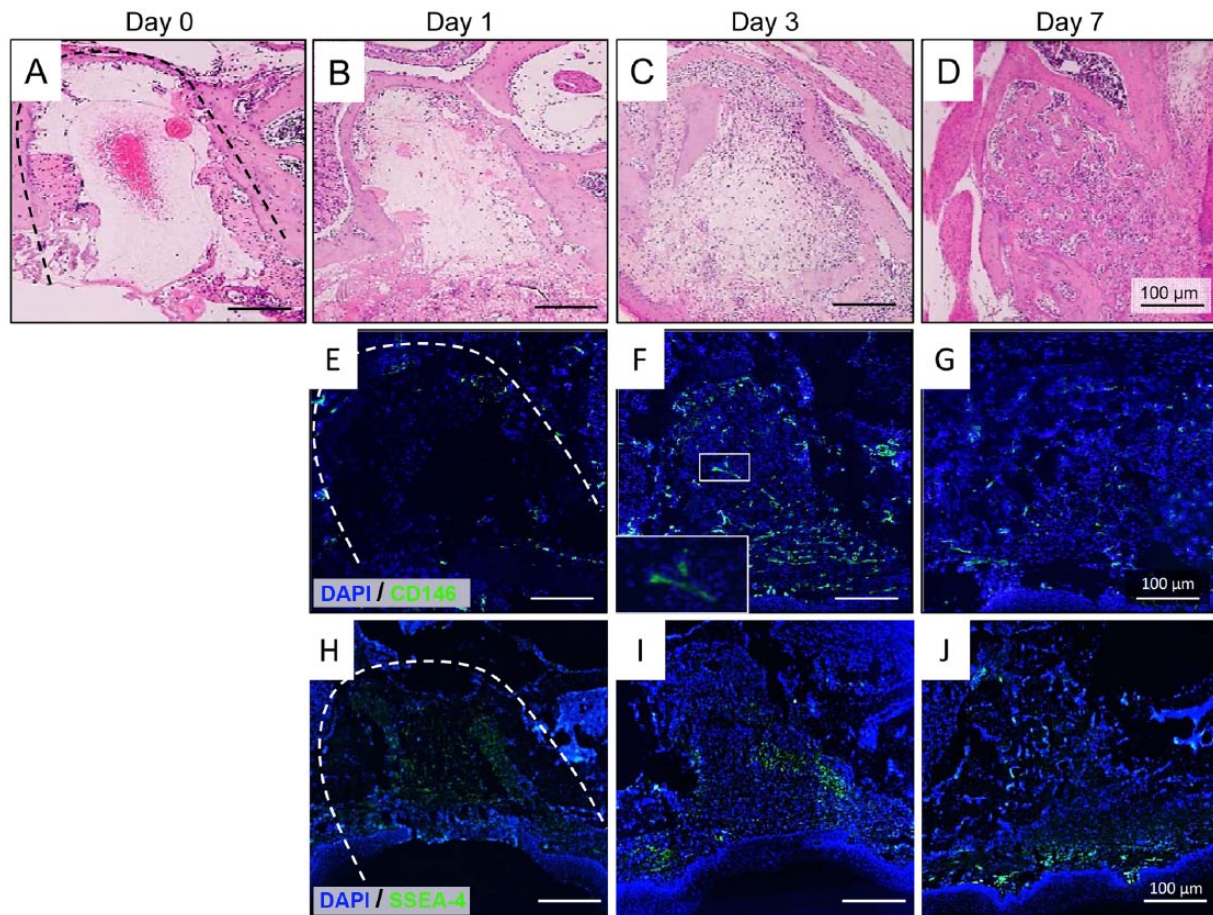 Day 0 Day 1 Day 3 Day 7
A B C D
100 µm
E F G
DAPI / CD146
100 µm
H I J
DAPI / SSEA-4
100 µm